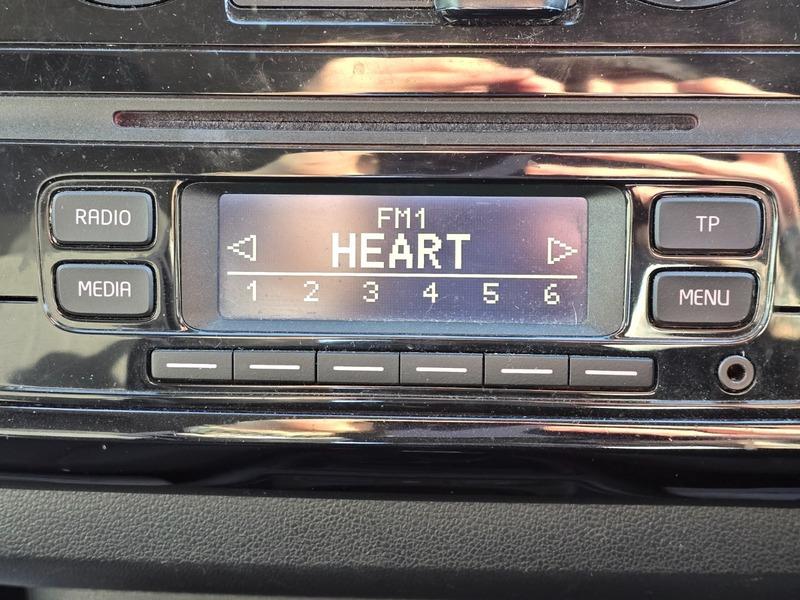 RADIO
MEDIA
FM1
HEART
1 2 3 4 5 6
TP
MENU